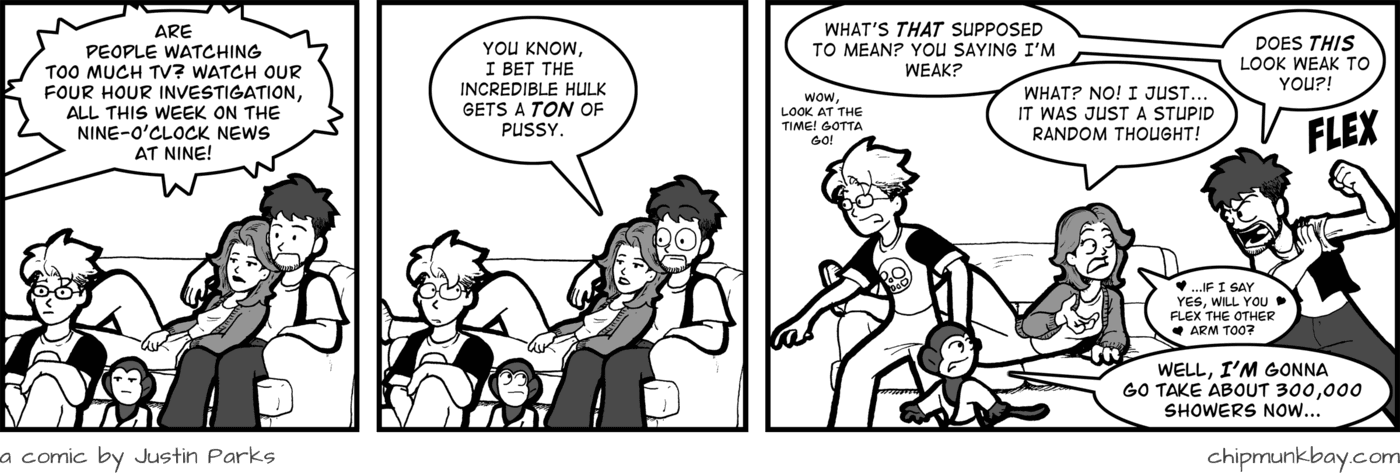 ARE
PEOPLE WATCHING
TOO MUCH TV? WATCH OUR
FOUR HOUR INVESTIGATION,
ALL THIS WEEK ON THE
NINE-O'CLOCK NEWS
AT NINE!
YOU KNOW,
I BET THE
INCREDIBLE HULK
GETS A TON OF
PUSSY.
WHAT'S THAT SUPPOSED
TO MEAN? YOU SAYING I'M
WEAK?
DOES THIS
LOOK WEAK TO
YOU?!
WOW,
LOOK AT THE
TIME! GOTTA
GO!
WHAT? NO! I JUST...
IT WAS JUST A STUPID
RANDOM THOUGHT!
FLEX
...IF I SAY
YES, WILL YOU
FLEX THE OTHER
ARM TOO?
WELL, I'M GONNA
GO TAKE ABOUT 300,000
SHOWERS NOW...
a comic by Justin Parks
chipmunkbay.com